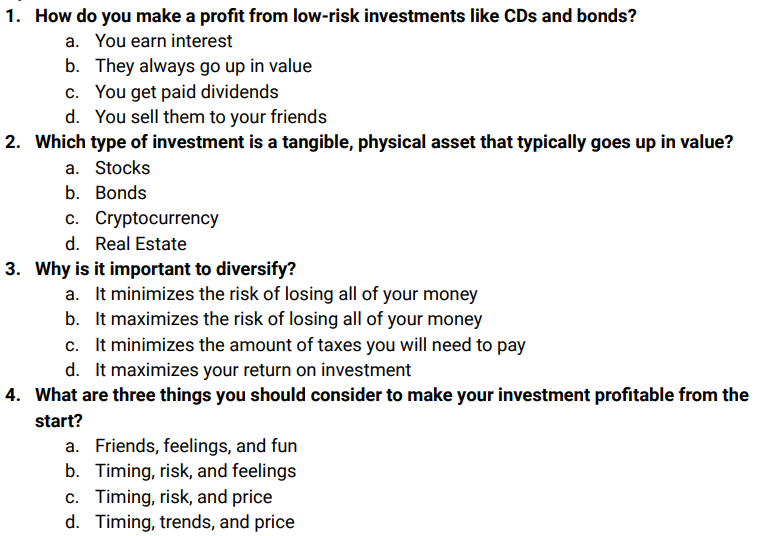 1. How do you make a profit from low-risk investments like CDs and bonds?
a. You earn interest
b. They always go up in value
c. You get paid dividends
d. You sell them to your friends
2. Which type of investment is a tangible, physical asset that typically goes up in value?
a. Stocks
b. Bonds
c. Cryptocurrency
d. Real Estate
3. Why is it important to diversify?
a. It minimizes the risk of losing all of your money
b. It maximizes the risk of losing all of your money
c. It minimizes the amount of taxes you will need to pay
d. It maximizes your return on investment
4. What are three things you should consider to make your investment profitable from the
start?
a. Friends, feelings, and fun
b. Timing, risk, and feelings
c. Timing, risk, and price
d. Timing, trends, and price